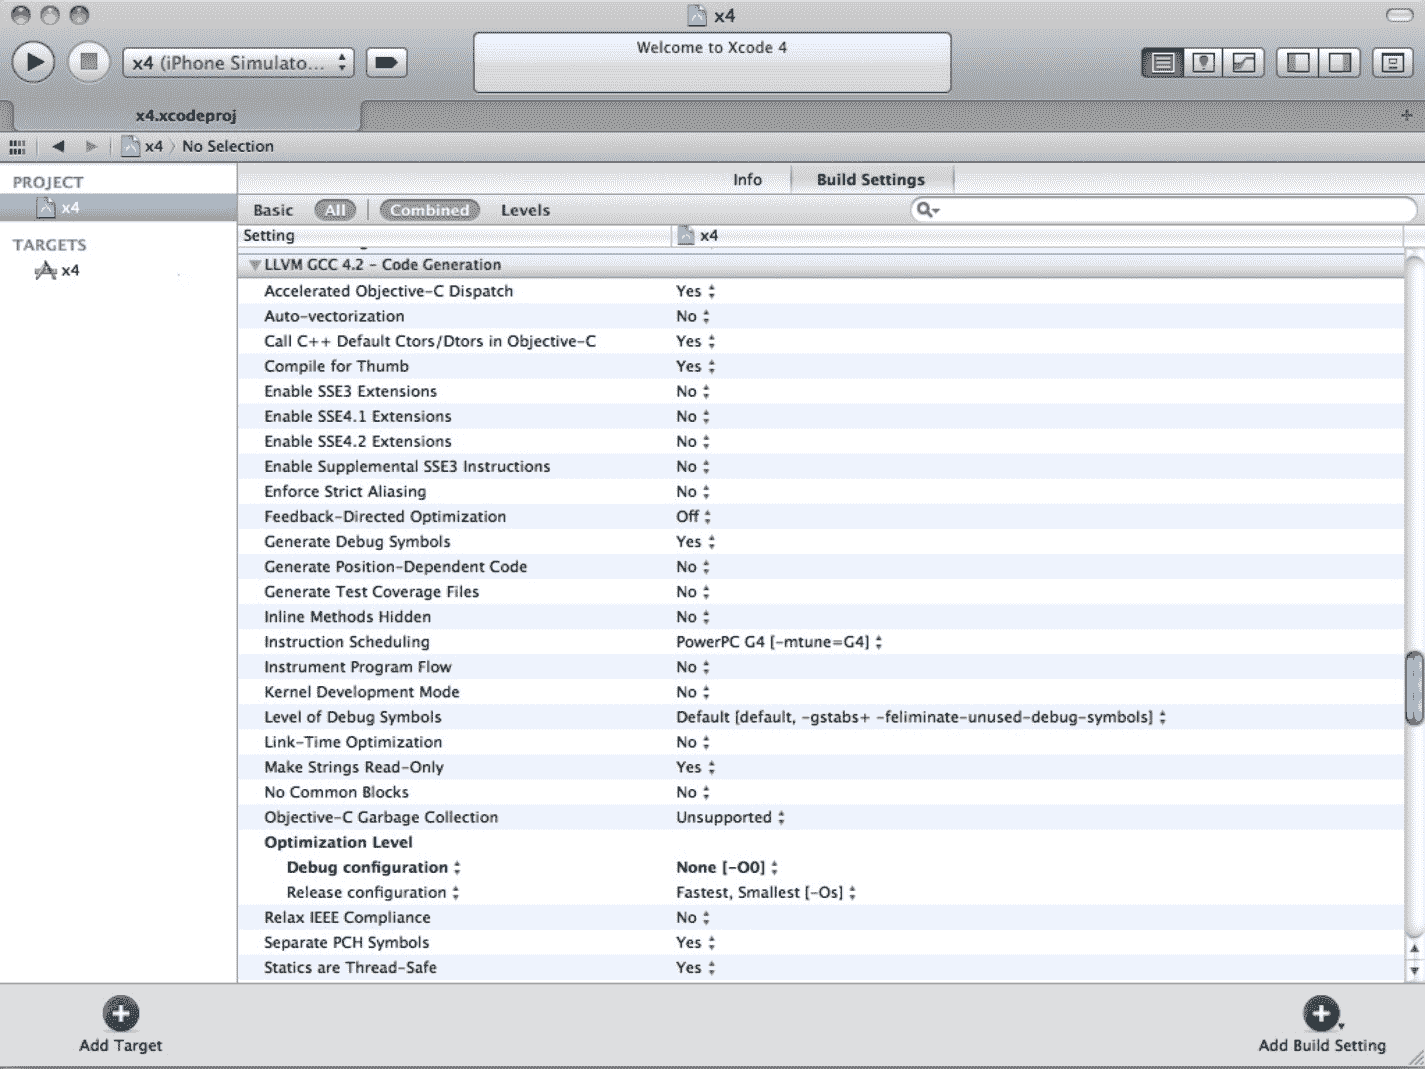 x4
x4 (iPhone Simulato...
Welcome to Xcode 4
x4.xcodeproj
x4 No Selection
PROJECT
x4
TARGETS
x4
Info Build Settings
Basic All Combined Levels
Setting x4
LLVM GCC 4.2 – Code Generation
Accelerated Objective-C Dispatch Yes
Auto-vectorization No
Call C++ Default Ctors/Dtors in Objective-C Yes
Compile for Thumb Yes
Enable SSE3 Extensions No
Enable SSE4.1 Extensions No
Enable SSE4.2 Extensions No
Enable Supplemental SSE3 Instructions No
Enforce Strict Aliasing No
Feedback-Directed Optimization Off
Generate Debug Symbols Yes
Generate Position-Dependent Code No
Generate Test Coverage Files No
Inline Methods Hidden No
Instruction Scheduling PowerPC G4 [-mtune=G4]
Instrument Program Flow No
Kernel Development Mode No
Level of Debug Symbols Default [default, -gstabs+ -feliminate-unused-debug-symbols]
Link-Time Optimization No
Make Strings Read-Only Yes
No Common Blocks No
Objective-C Garbage Collection Unsupported
Optimization Level
Debug configuration None [-O0]
Release configuration Fastest, Smallest [-Os]
Relax IEEE Compliance No
Separate PCH Symbols Yes
Statics are Thread-Safe Yes
Add Target
Add Build Setting